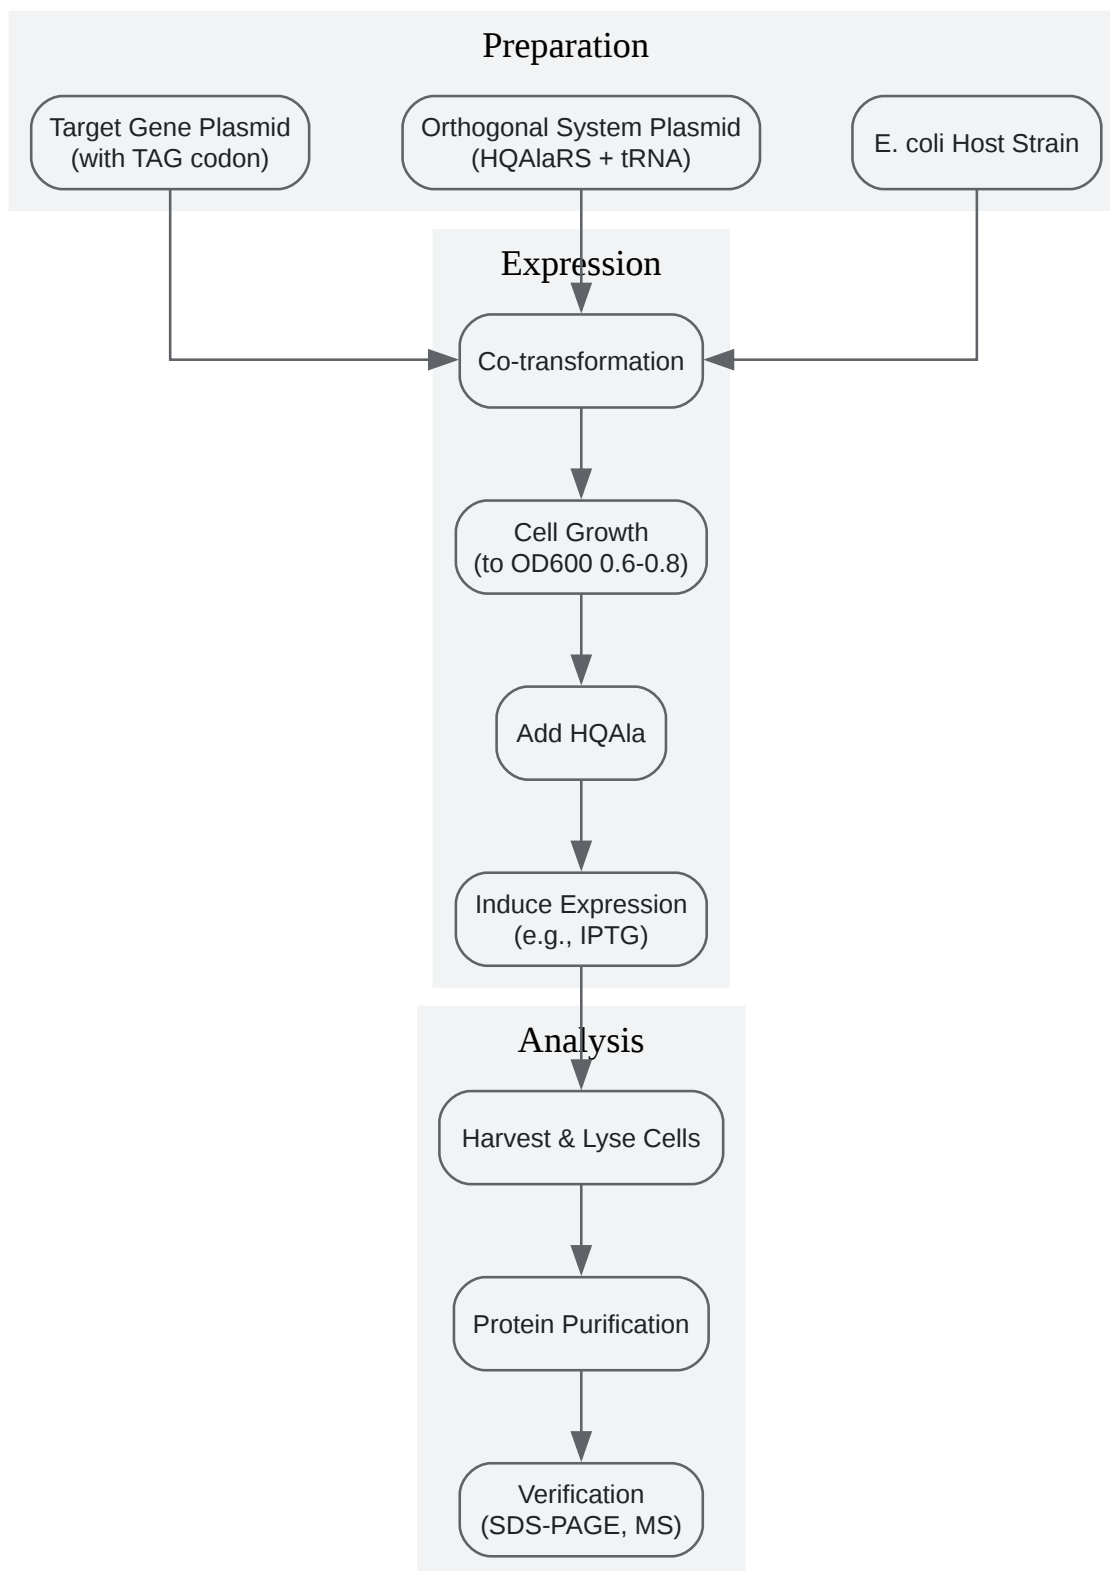 Preparation
Target Gene Plasmid
(with TAG codon)
Orthogonal System Plasmid
(HQAlaRS + tRNA)
E. coli Host Strain
Expression
Co-transformation
Cell Growth
(to OD600 0.6-0.8)
Add HQAla
Induce Expression
(e.g., IPTG)
Analysis
Harvest & Lyse Cells
Protein Purification
Verification
(SDS-PAGE, MS)